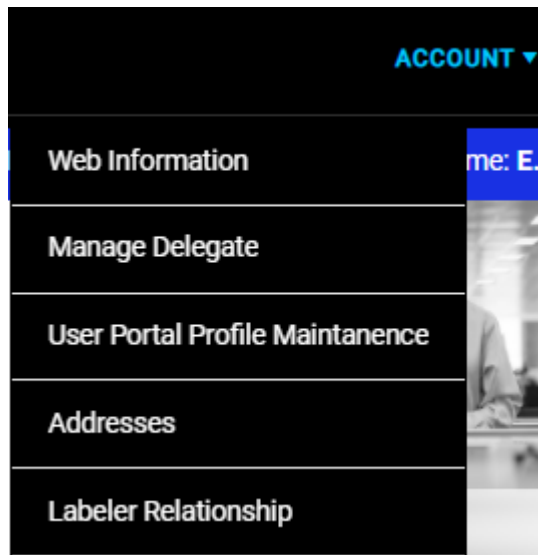 ACCOUNT ▼
Web Information
me: E.
Manage Delegate
User Portal Profile Maintanence
Addresses
Labeler Relationship